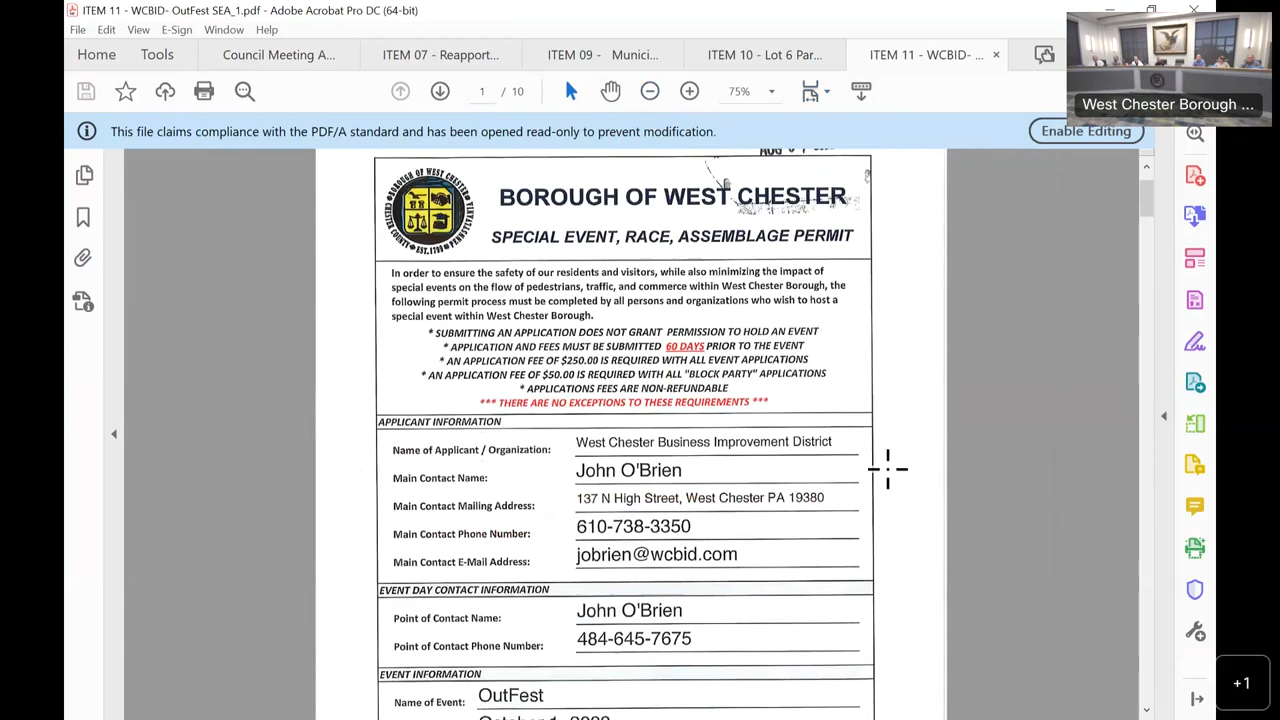 ITEM 11 - WCBID- OutFest SEA_1.pdf - Adobe Acrobat Pro DC (64-bit)
File Edit View E-Sign Window Help
Home Tools Council Meeting A... ITEM 07 - Reapport... ITEM 09 - Munici... ITEM 10 - Lot 6 Par... ITEM 11 - WCBID- ... ×
West Chester Borough ...
1 / 10 75%
This file claims compliance with the PDF/A standard and has been opened read-only to prevent modification.
Enable Editing
BOROUGH OF WEST CHESTER
SPECIAL EVENT, RACE, ASSEMBLAGE PERMIT
BOROUGH OF WEST CHESTER
CHESTER COUNTY
PENNSYLVANIA
EST.1799
In order to ensure the safety of our residents and visitors, while also minimizing the impact of
special events on the flow of pedestrians, traffic, and commerce within West Chester Borough, the
following permit process must be completed by all persons and organizations who wish to host a
special event within West Chester Borough.
* SUBMITTING AN APPLICATION DOES NOT GRANT PERMISSION TO HOLD AN EVENT
* APPLICATION AND FEES MUST BE SUBMITTED 60 DAYS PRIOR TO THE EVENT
* AN APPLICATION FEE OF $250.00 IS REQUIRED WITH ALL EVENT APPLICATIONS
* AN APPLICATION FEE OF $50.00 IS REQUIRED WITH ALL "BLOCK PARTY" APPLICATIONS
* APPLICATIONS FEES ARE NON-REFUNDABLE
*** THERE ARE NO EXCEPTIONS TO THESE REQUIREMENTS ***
APPLICANT INFORMATION
Name of Applicant / Organization: West Chester Business Improvement District
Main Contact Name: John O'Brien
Main Contact Mailing Address: 137 N High Street, West Chester PA 19380
Main Contact Phone Number: 610-738-3350
Main Contact E-Mail Address: jobrien@wcbid.com
EVENT DAY CONTACT INFORMATION
Point of Contact Name: John O'Brien
Point of Contact Phone Number: 484-645-7675
EVENT INFORMATION
Name of Event: OutFest
+1